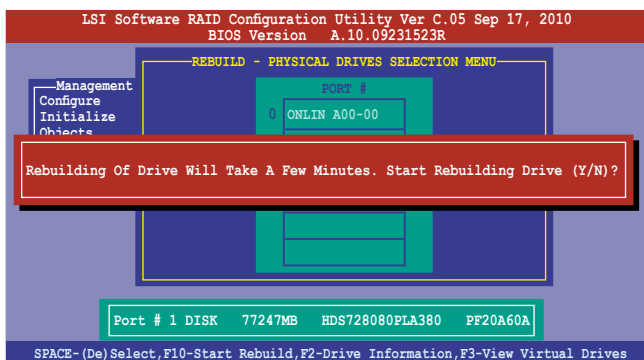 LSI Software RAID Configuration Utility Ver C.05 Sep 17, 2010
BIOS Version A.10.09231523R
REBUILD - PHYSICAL DRIVES SELECTION MENU
Management
Configure
Initialize
Objects
PORT #
0 ONLIN A00-00
Rebuilding Of Drive Will Take A Few Minutes. Start Rebuilding Drive (Y/N)?
Port # 1 DISK 77247MB HDS728080PLA380 PF20A60A
SPACE-(De)Select,F10-Start Rebuild,F2-Drive Information,F3-View Virtual Drives